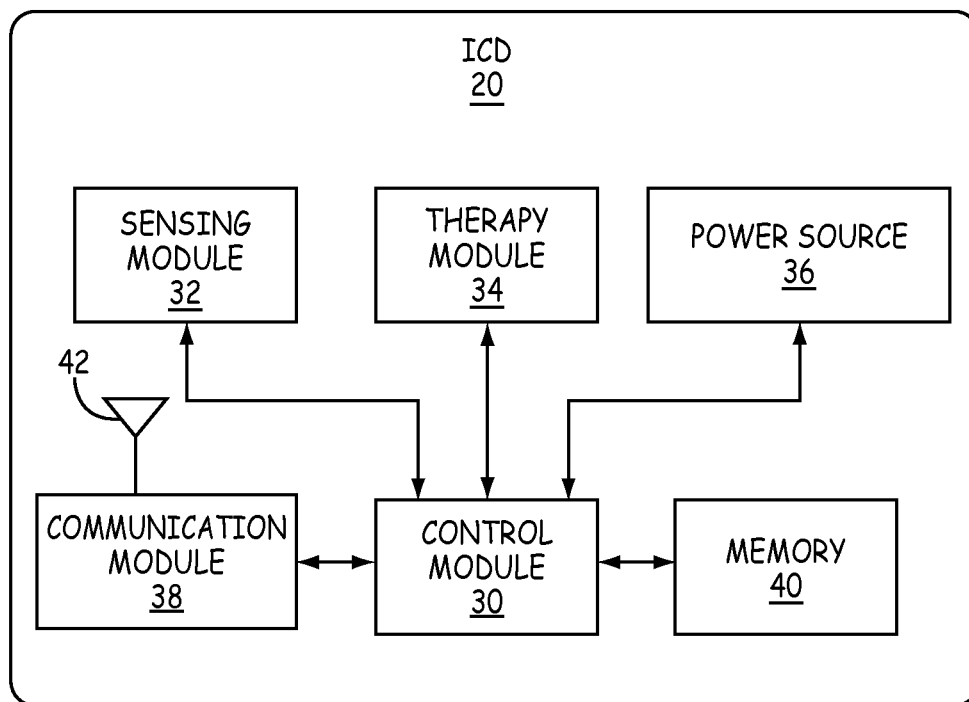 ICD
20
SENSING
MODULE
32
THERAPY
MODULE
34
POWER SOURCE
36
42
COMMUNICATION
MODULE
38
CONTROL
MODULE
30
MEMORY
40